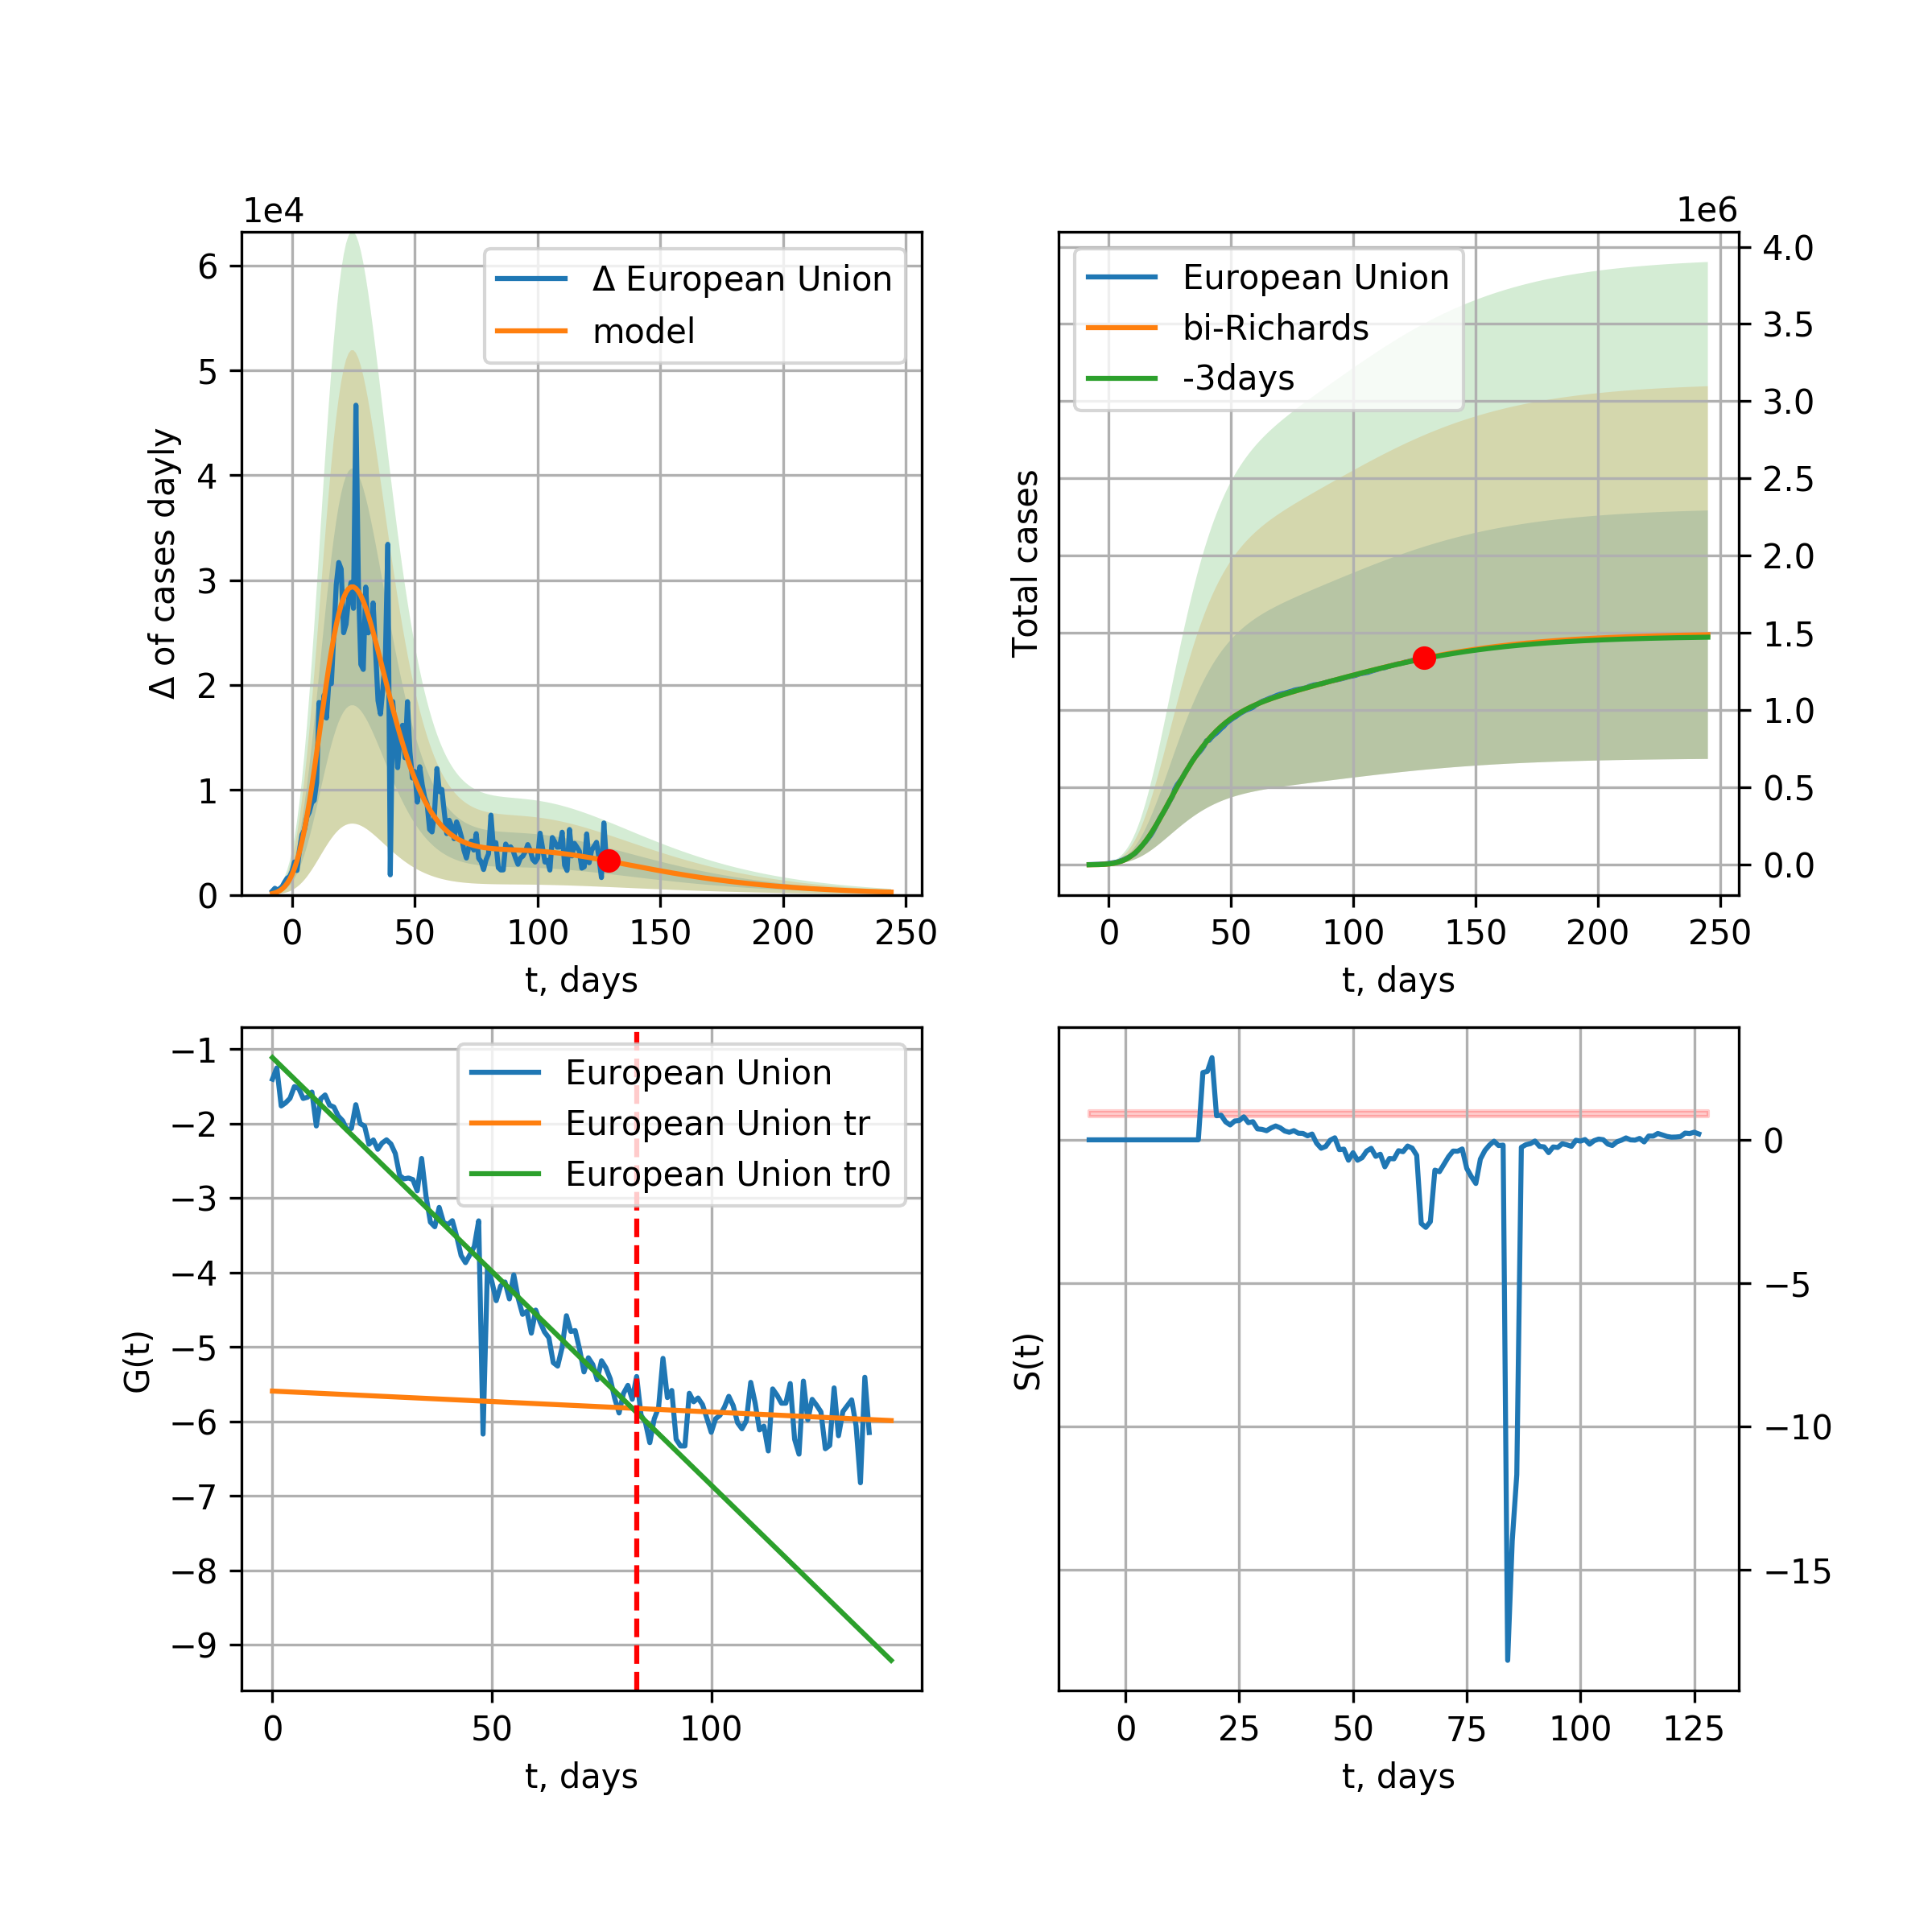 1e4
6
5
4
3
2
1
0
Δ of cases dayly
Δ European Union
model
0 50 100 150 200 250
t, days
1e6
4.0
3.5
3.0
2.5
2.0
1.5
1.0
0.5
0.0
Total cases
European Union
bi-Richards
-3days
0 50 100 150 200 250
t, days
−1
−2
−3
−4
−5
−6
−7
−8
−9
G(t)
European Union
European Union tr
European Union tr0
0 50 100
t, days
0
−5
−10
−15
S(t)
0 25 50 75 100 125
t, days